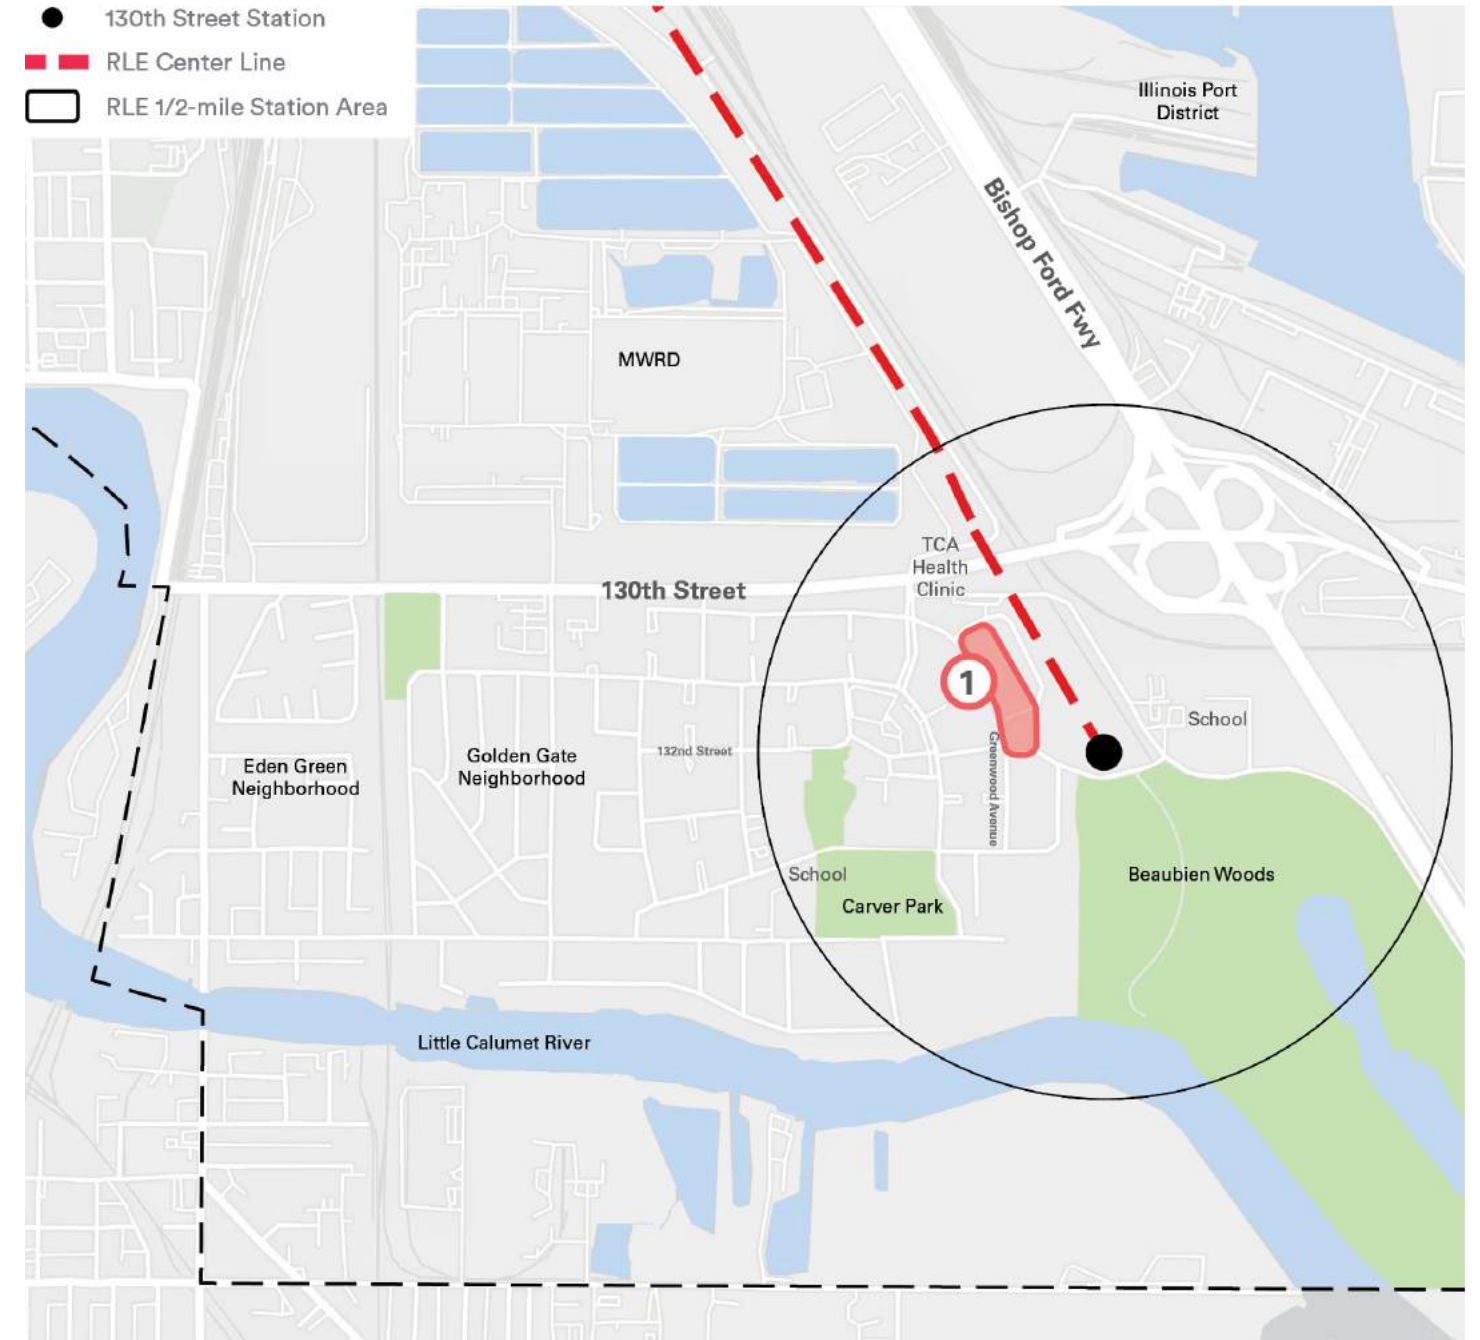 130th Street Station
RLE Center Line
RLE 1/2-mile Station Area
Illinois Port
District
Bishop Ford Fwy
MWRD
TCA
Health
Clinic
130th Street
1
School
132nd Street
Greenwood Avenue
Eden Green
Neighborhood
Golden Gate
Neighborhood
School
Carver Park
Beaubien Woods
Little Calumet River